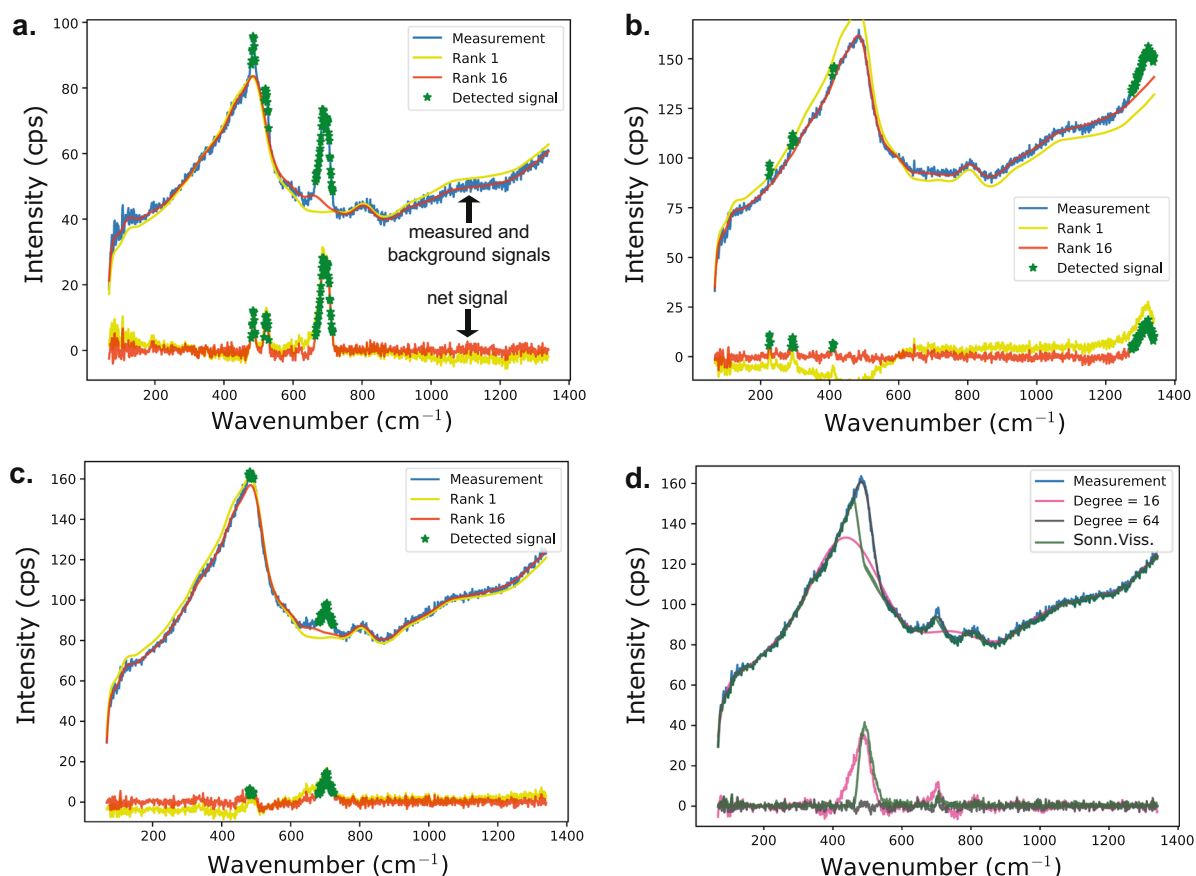 a.
100
80
60
40
20
0
Intensity (cps)
Measurement
Rank 1
Rank 16
Detected signal
measured and
background signals
net signal
200 400 600 800 1000 1200 1400
Wavenumber (cm⁻¹)
b.
150
125
100
75
50
25
0
Intensity (cps)
Measurement
Rank 1
Rank 16
Detected signal
200 400 600 800 1000 1200 1400
Wavenumber (cm⁻¹)
c.
160
140
120
100
80
60
40
20
0
Intensity (cps)
Measurement
Rank 1
Rank 16
Detected signal
200 400 600 800 1000 1200 1400
Wavenumber (cm⁻¹)
d.
160
140
120
100
80
60
40
20
0
Intensity (cps)
Measurement
Degree = 16
Degree = 64
Sonn.Viss.
200 400 600 800 1000 1200 1400
Wavenumber (cm⁻¹)